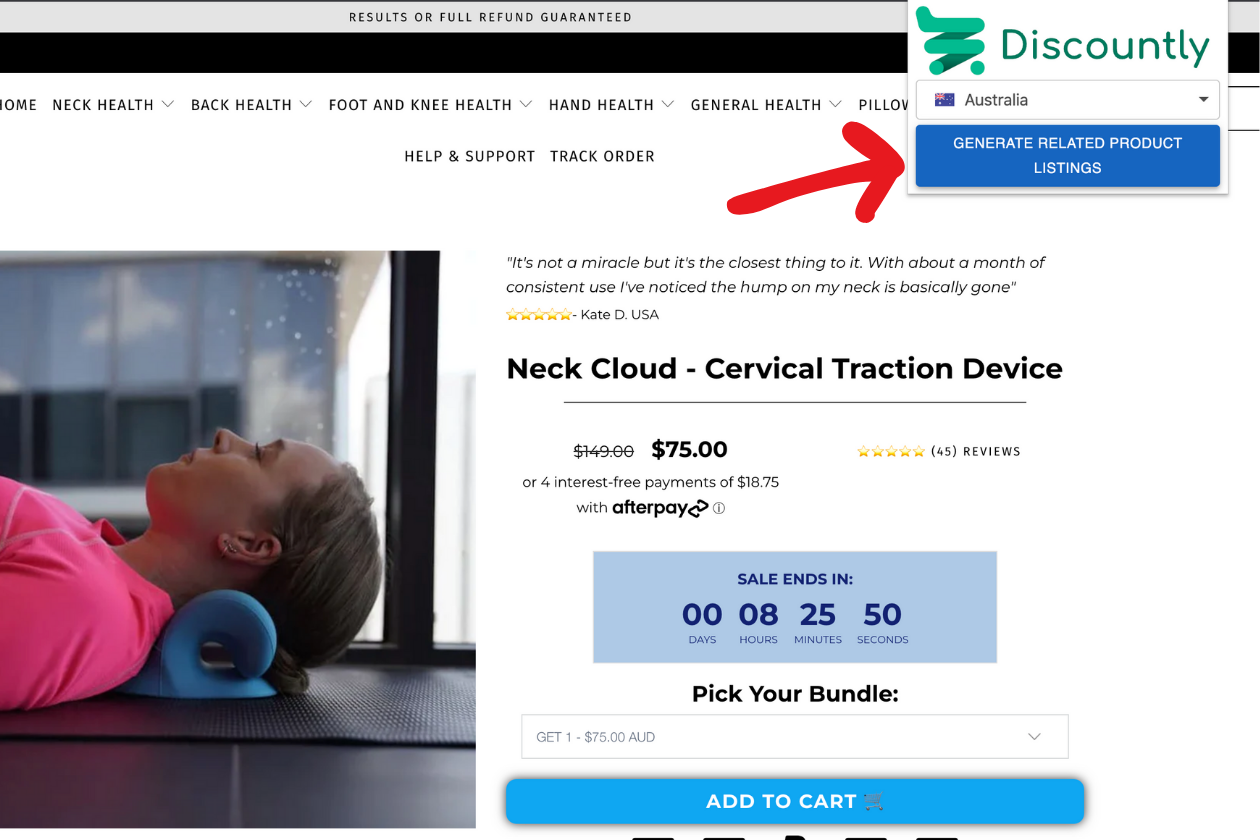 RESULTS OR FULL REFUND GUARANTEED
Discountly
Australia
GENERATE RELATED PRODUCT
LISTINGS
HOME NECK HEALTH BACK HEALTH FOOT AND KNEE HEALTH HAND HEALTH GENERAL HEALTH PILLOW
HELP & SUPPORT TRACK ORDER
"It's not a miracle but it's the closest thing to it. With about a month of
consistent use I've noticed the hump on my neck is basically gone"
- Kate D. USA
Neck Cloud - Cervical Traction Device
$149.00 $75.00
(45) REVIEWS
or 4 interest-free payments of $18.75
with afterpay
SALE ENDS IN:
00 08 25 50
DAYS HOURS MINUTES SECONDS
Pick Your Bundle:
GET 1 - $75.00 AUD
ADD TO CART